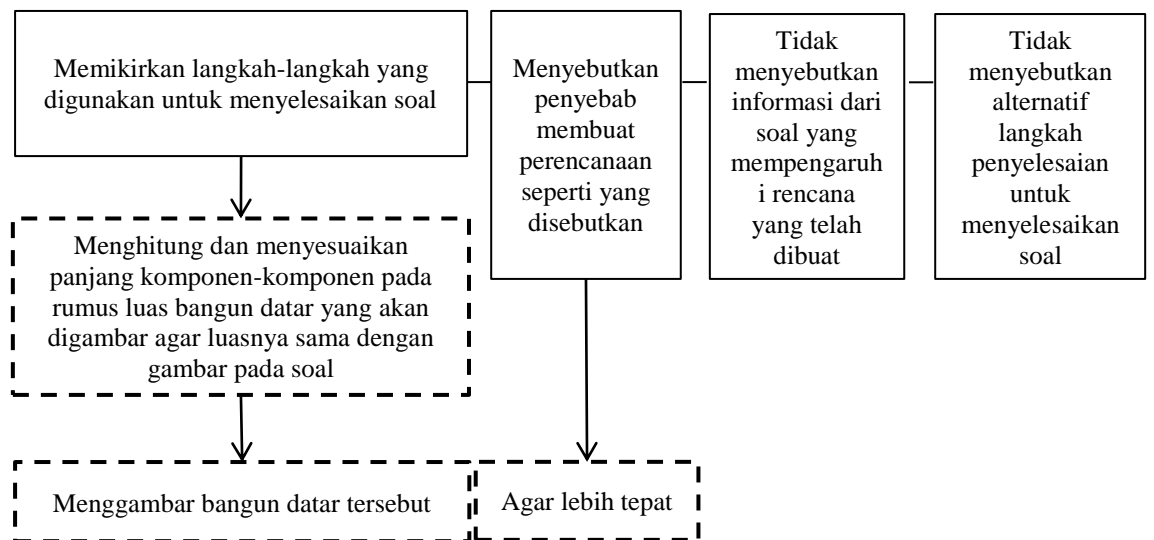 Memikirkan langkah-langkah yang
digunakan untuk menyelesaikan soal
Menyebutkan
penyebab
membuat
perencanaan
seperti yang
disebutkan
Tidak
menyebutkan
informasi dari
soal yang
mempengaruh
i rencana
yang telah
dibuat
Tidak
menyebutkan
alternatif
langkah
penyelesaian
untuk
menyelesaikan
soal
Menghitung dan menyesuaikan
panjang komponen-komponen pada
rumus luas bangun datar yang akan
digambar agar luasnya sama dengan
gambar pada soal
Menggambar bangun datar tersebut
Agar lebih tepat